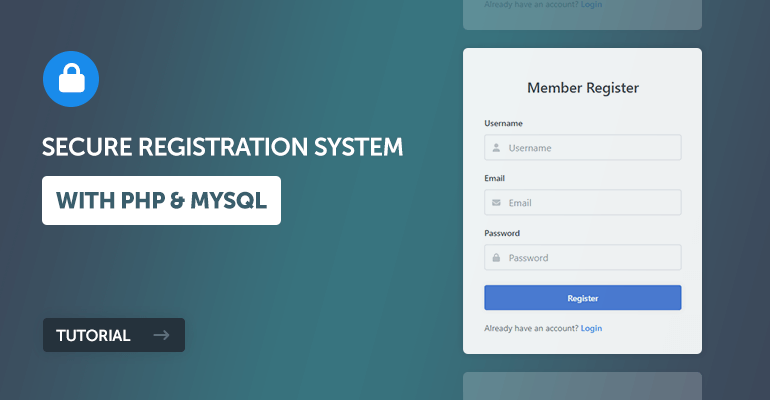 Already have an account? Login
SECURE REGISTRATION SYSTEM
WITH PHP & MYSQL
TUTORIAL
Member Register
Username
Username
Email
Email
Password
Password
Register
Already have an account? Login